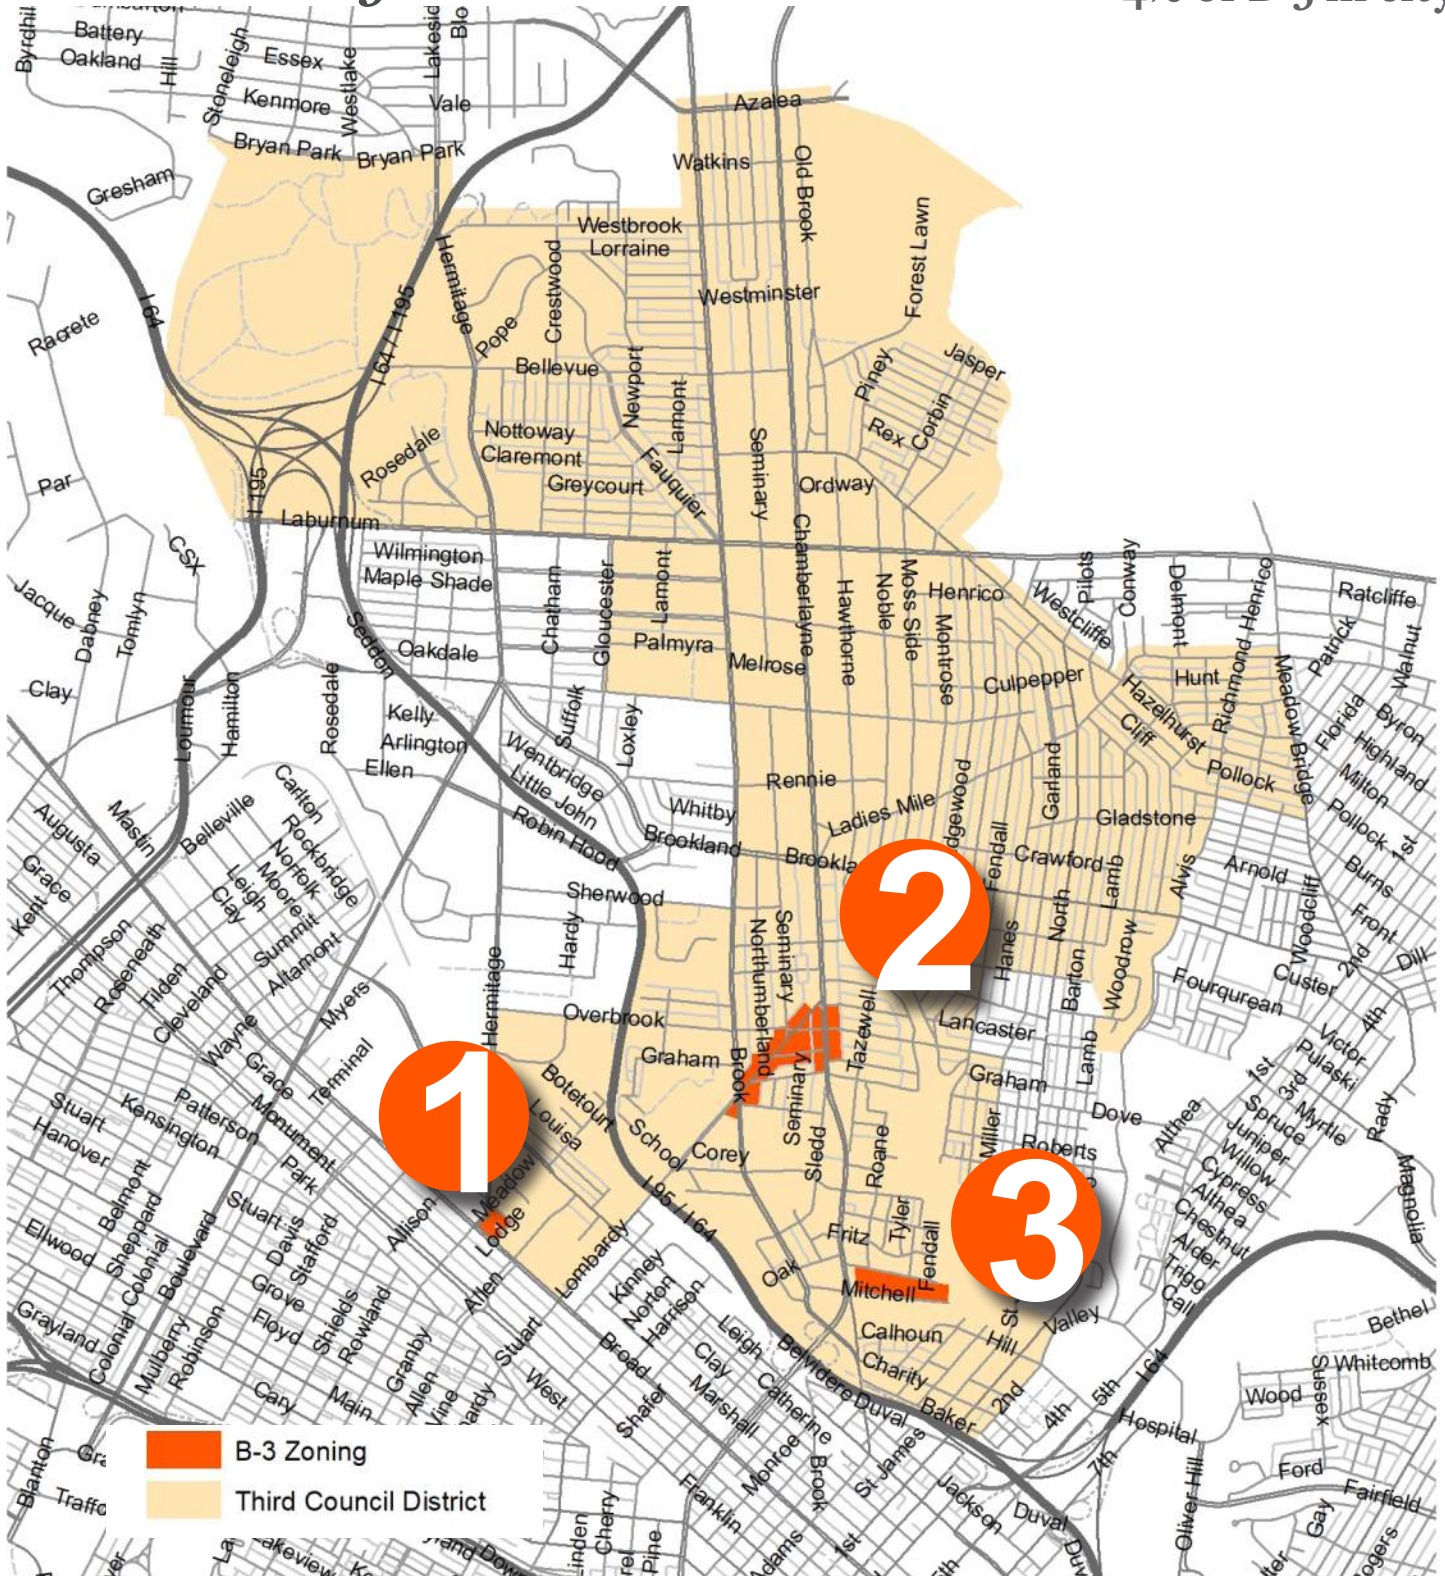 Battery
Oakland
Byrdhil
Hill
Stoneleigh
Essex
Kenmore
Westlake
Lakesid
Blo
Vale
Bryan Park
Bryan Park
Gresham
Azalea
Watkins
Old Brook
Westbrook
Lorraine
Forest Lawn
Hermitage
Crestwood
Westminster
I 64
I 64 / I 195
Racrete
Pope
Bellevue
Newport
Lamont
Piney
Jasper
Rex
Corbin
Rosedale
Nottoway
Claremont
Greycourt
Fauquier
Seminary
Ordway
Par
I 195
Laburnum
CSX
Wilmington
Maple Shade
Chatham
Gloucester
Lamont
Chamberlayne
Hawthorne
Noble
Moss Side
Henrico
Montrose
Westcliffe
Pilots
Conway
Delmont
Richmond Henrico
Ratcliffe
Patrick
Walnut
Jacque
Dabney
Tomlyn
Seddon
Oakdale
Palmyra
Melrose
Culpepper
Hunt
Hazelhurst
Cliff
Meadow Bridge
Clay
Loumour
Hamilton
Rosedale
Kelly
Arlington
Ellen
Suffolk
Loxley
Wentbridge
Little John
Robin Hood
Rennie
Whitby
Brookland
Ladies Mile
dgewood
Garland
Pollock
Gladstone
Florida
Byron
Highland
Milton
Pollock
1st
Burns
Front
Dill
Augusta
Grace
Kent
Mastin
Belleville
Carlton
Rockbridge
Norfolk
Moore
Leigh
Clay
Summit
Altamont
Brookla
2
Fendall
Crawford
Lamb
North
Alvis
Arnold
Woodcliff
Sherwood
Hardy
Hermitage
Thompson
Roseneath
Tilden
Cleveland
Wayne
Grace
Myers
Terminal
Northumberland
Seminary
Hanes
Barton
Woodrow
Fourqurean
Custer
2nd
4th
Victor
Pulaski
Overbrook
Graham
Brook
Seminary
Tazewell
Lancaster
Lamb
Graham
1
Botetourt
Louisa
Meadow
Lodge
School
Corey
Sledd
Roane
Miller
Dove
Roberts
Althea
1st
3rd
Spruce
Myrtle
Juniper
Willow
Cypress
Althea
Chestnut
Alder
Trigg
Call
Rady
Magnolia
Stuart
Hanover
Kensington
Patterson
Monument
Park
Allison
Belmont
Sheppard
Colonial
Boulevard
Stuart
Davis
Stafford
Ellwood
Grove
Floyd
Shields
Rowland
Grayland
Colonial
Mulberry
Robinson
Granby
Allen
Stuart
Lombardy
I 95 / I 64
Kinney
Norton
Harrison
Broad
Leigh
Clay
Marshall
Catherine
Monroe
Shafer
West
Fritz
Tyler
Fendall
3
Oak
Mitchell
Calhoun
Charity
Belvidere
Duval
Baker
Hill
St.
Valley
2nd
4th
5th
7th
I 64
Hospital
Bethel
Whitcomb
Sussex
Wood
Ford
Fairfield
Gay
Rogers
Oliver Hill
Cary
Main
Allen
Vine
Blanton
Franklin
Brook
St James
Jackson
Duval
Adams
1st
Cherry
Pine
B-3 Zoning
Third Council District